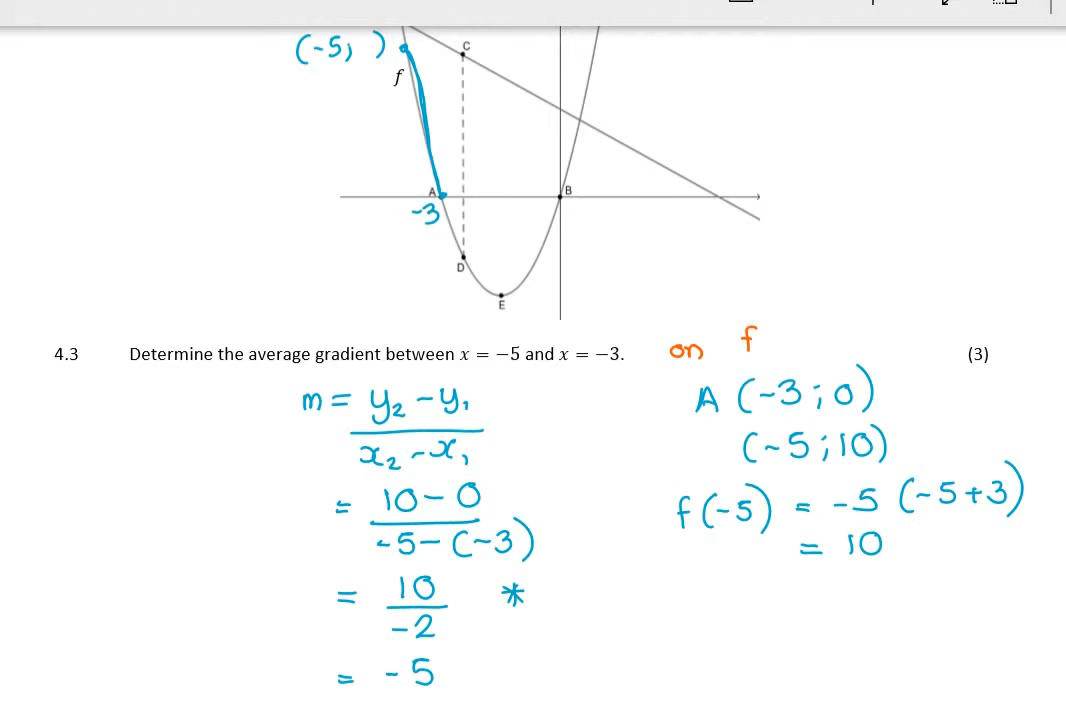 (-5; )
C
f
A
B
-3
D
E
on f
4.3 Determine the average gradient between x = −5 and x = −3. (3)
m = y₂ - y₁
x₂ - x₁
A (-3 ; 0)
(-5 ; 10)
= 10 - 0
-5 - (-3)
f(-5) = -5 (-5+3)
= 10
= 10 *
-2
= -5